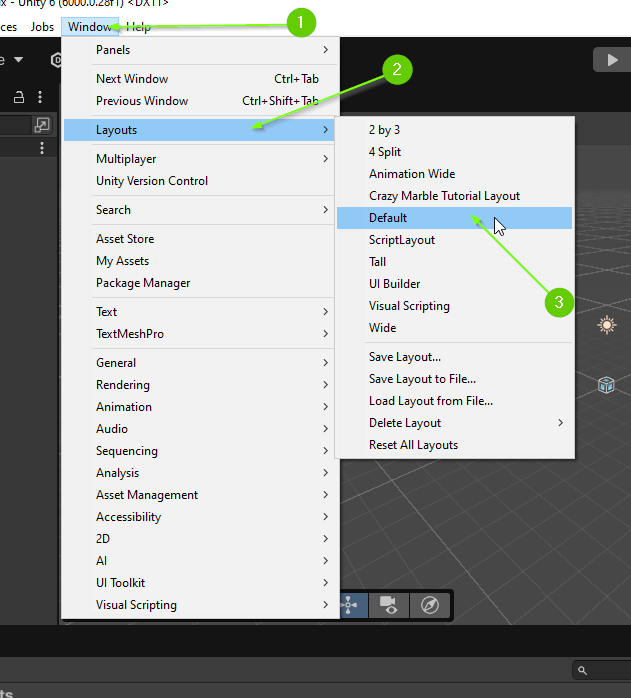 - Unity 6 (6000.0.28f1) <DX11>
Jobs Window Help
1
Panels
Next Window Ctrl+Tab
Previous Window Ctrl+Shift+Tab
2
Layouts
Multiplayer
Unity Version Control
Search
Asset Store
My Assets
Package Manager
Text
TextMeshPro
General
Rendering
Animation
Audio
Sequencing
Analysis
Asset Management
Accessibility
2D
AI
UI Toolkit
Visual Scripting
2 by 3
4 Split
Animation Wide
Crazy Marble Tutorial Layout
Default
ScriptLayout
Tall
UI Builder
Visual Scripting
3
Wide
Save Layout...
Save Layout to File...
Load Layout from File...
Delete Layout
Reset All Layouts